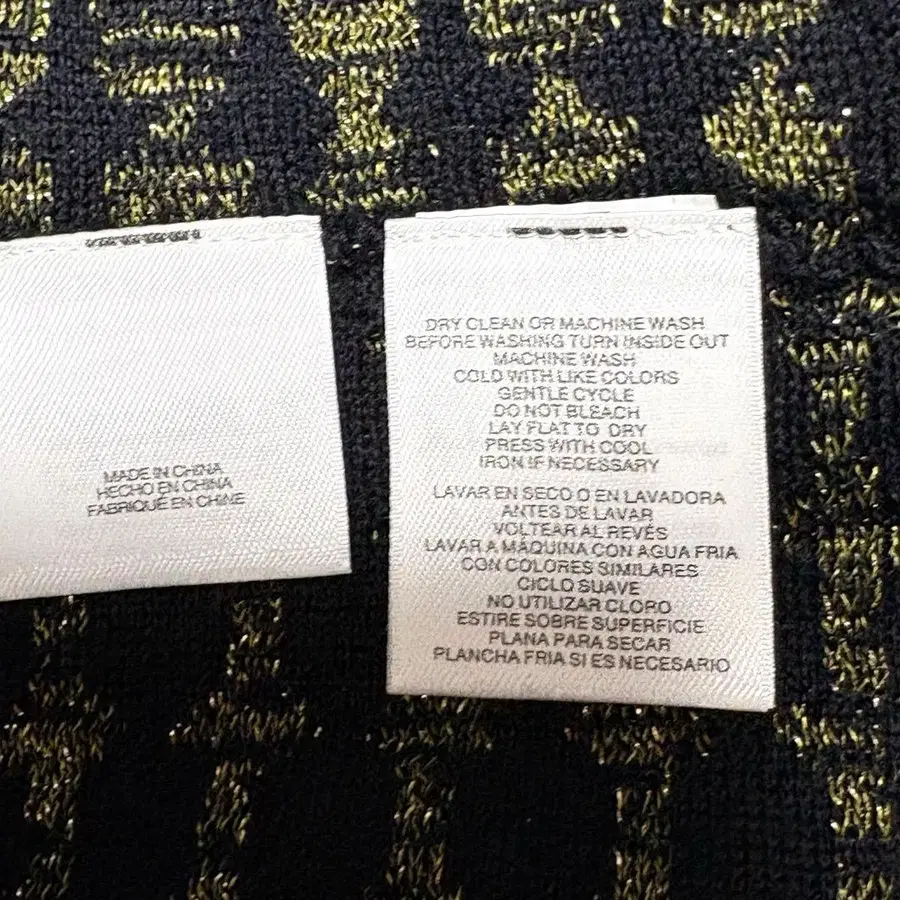 MADE IN CHINA
HECHO EN CHINA
FABRIQUÉ EN CHINE
DRY CLEAN OR MACHINE WASH
BEFORE WASHING TURN INSIDE OUT
MACHINE WASH
COLD WITH LIKE COLORS
GENTLE CYCLE
DO NOT BLEACH
LAY FLAT TO DRY
PRESS WITH COOL
IRON IF NECESSARY
LAVAR EN SECO O EN LAVADORA
ANTES DE LAVAR
VOLTEAR AL REVÉS
LAVAR A MÁQUINA CON AGUA FRIA
CON COLORES SIMILARES
CICLO SUAVE
NO UTILIZAR CLORO
ESTIRE SOBRE SUPERFICIE
PLANA PARA SECAR
PLANCHA FRIA SI ES NECESARIO